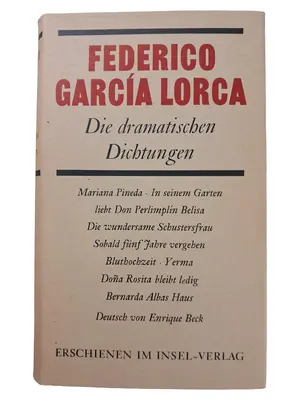 FEDERICO
GARCÍA LORCA
Die dramatischen
Dichtungen
Mariana Pineda · In seinem Garten
liebt Don Perlimplín Belisa
Die wundersame Schustersfrau
Sobald fünf Jahre vergehen
Bluthochzeit · Yerma
Doña Rosita bleibt ledig
Bernarda Albas Haus
Deutsch von Enrique Beck
ERSCHIENEN IM INSEL-VERLAG